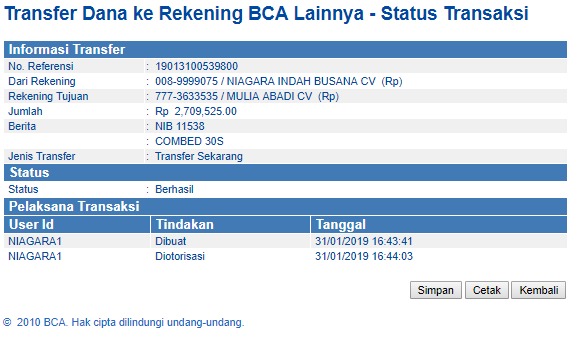 Transfer Dana ke Rekening BCA Lainnya - Status Transaksi
Informasi Transfer
No. Referensi : 19013100539800
Dari Rekening : 008-9999075 / NIAGARA INDAH BUSANA CV (Rp)
Rekening Tujuan : 777-3633535 / MULIA ABADI CV (Rp)
Jumlah : Rp 2,709,525.00
Berita : NIB 11538
: COMBED 30S
Jenis Transfer : Transfer Sekarang
Status
Status : Berhasil
Pelaksana Transaksi
User Id Tindakan Tanggal
NIAGARA1 Dibuat 31/01/2019 16:43:41
NIAGARA1 Diotorisasi 31/01/2019 16:44:03
Simpan Cetak Kembali
© 2010 BCA. Hak cipta dilindungi undang-undang.